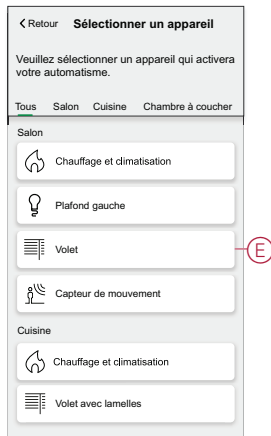 Retour Sélectionner un appareil
Veuillez sélectionner un appareil qui activera
votre automatisme.
Tous Salon Cuisine Chambre à coucher
Salon
Chauffage et climatisation
Plafond gauche
Volet
E
Capteur de mouvement
Cuisine
Chauffage et climatisation
Volet avec lamelles